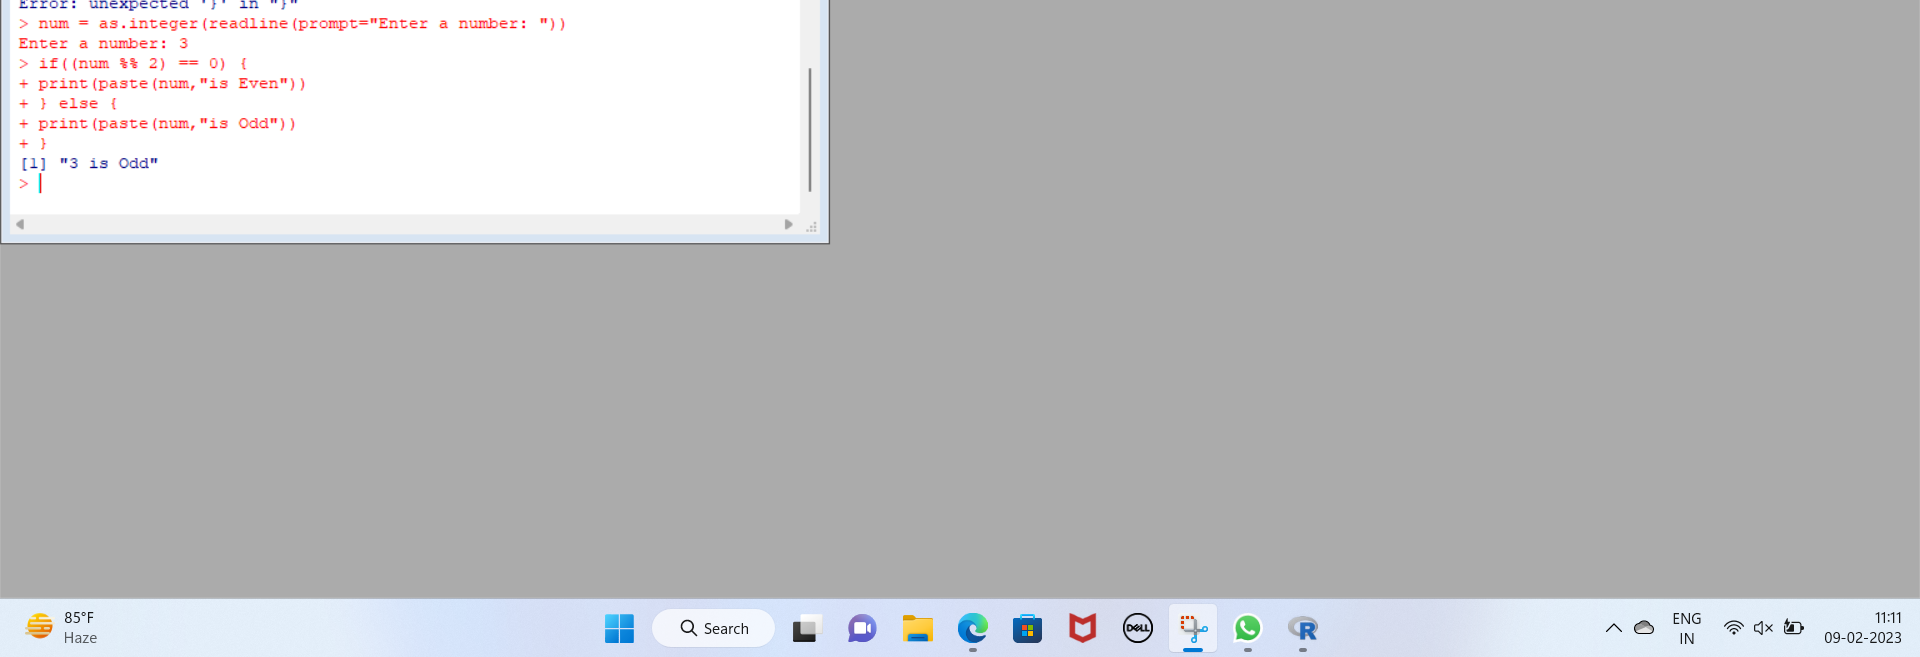 Error: unexpected '}' in "}"
> num = as.integer(readline(prompt="Enter a number: "))
Enter a number: 3
> if((num %% 2) == 0) {
+ print(paste(num,"is Even"))
+ } else {
+ print(paste(num,"is Odd"))
+ }
[1] "3 is Odd"
>
85°F
Haze
Search
DELL
R
ENG
IN
11:11
09-02-2023